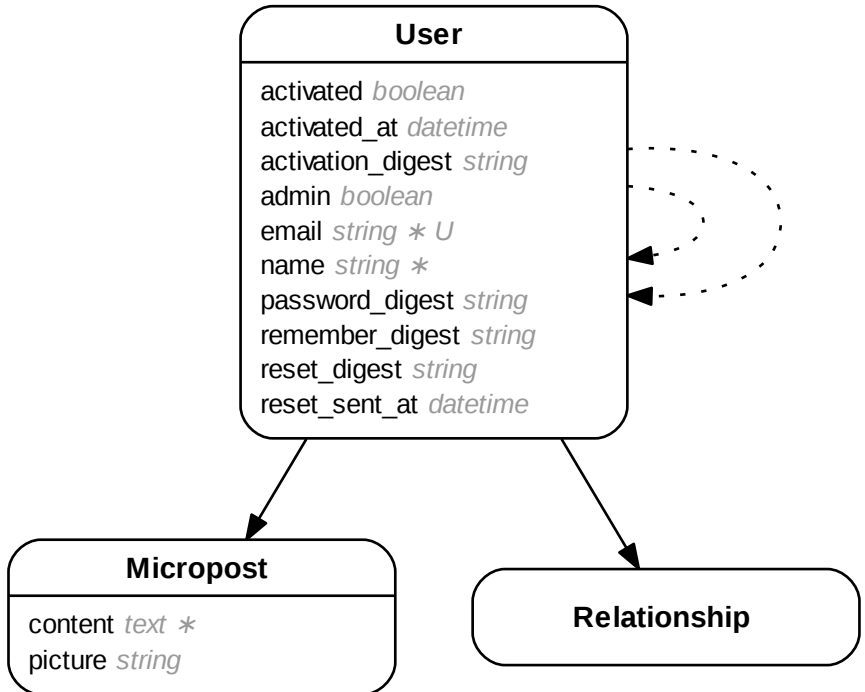 User
activated boolean
activated_at datetime
activation_digest string
admin boolean
email string ∗ U
name string ∗
password_digest string
remember_digest string
reset_digest string
reset_sent_at datetime
Micropost
content text ∗
picture string
Relationship